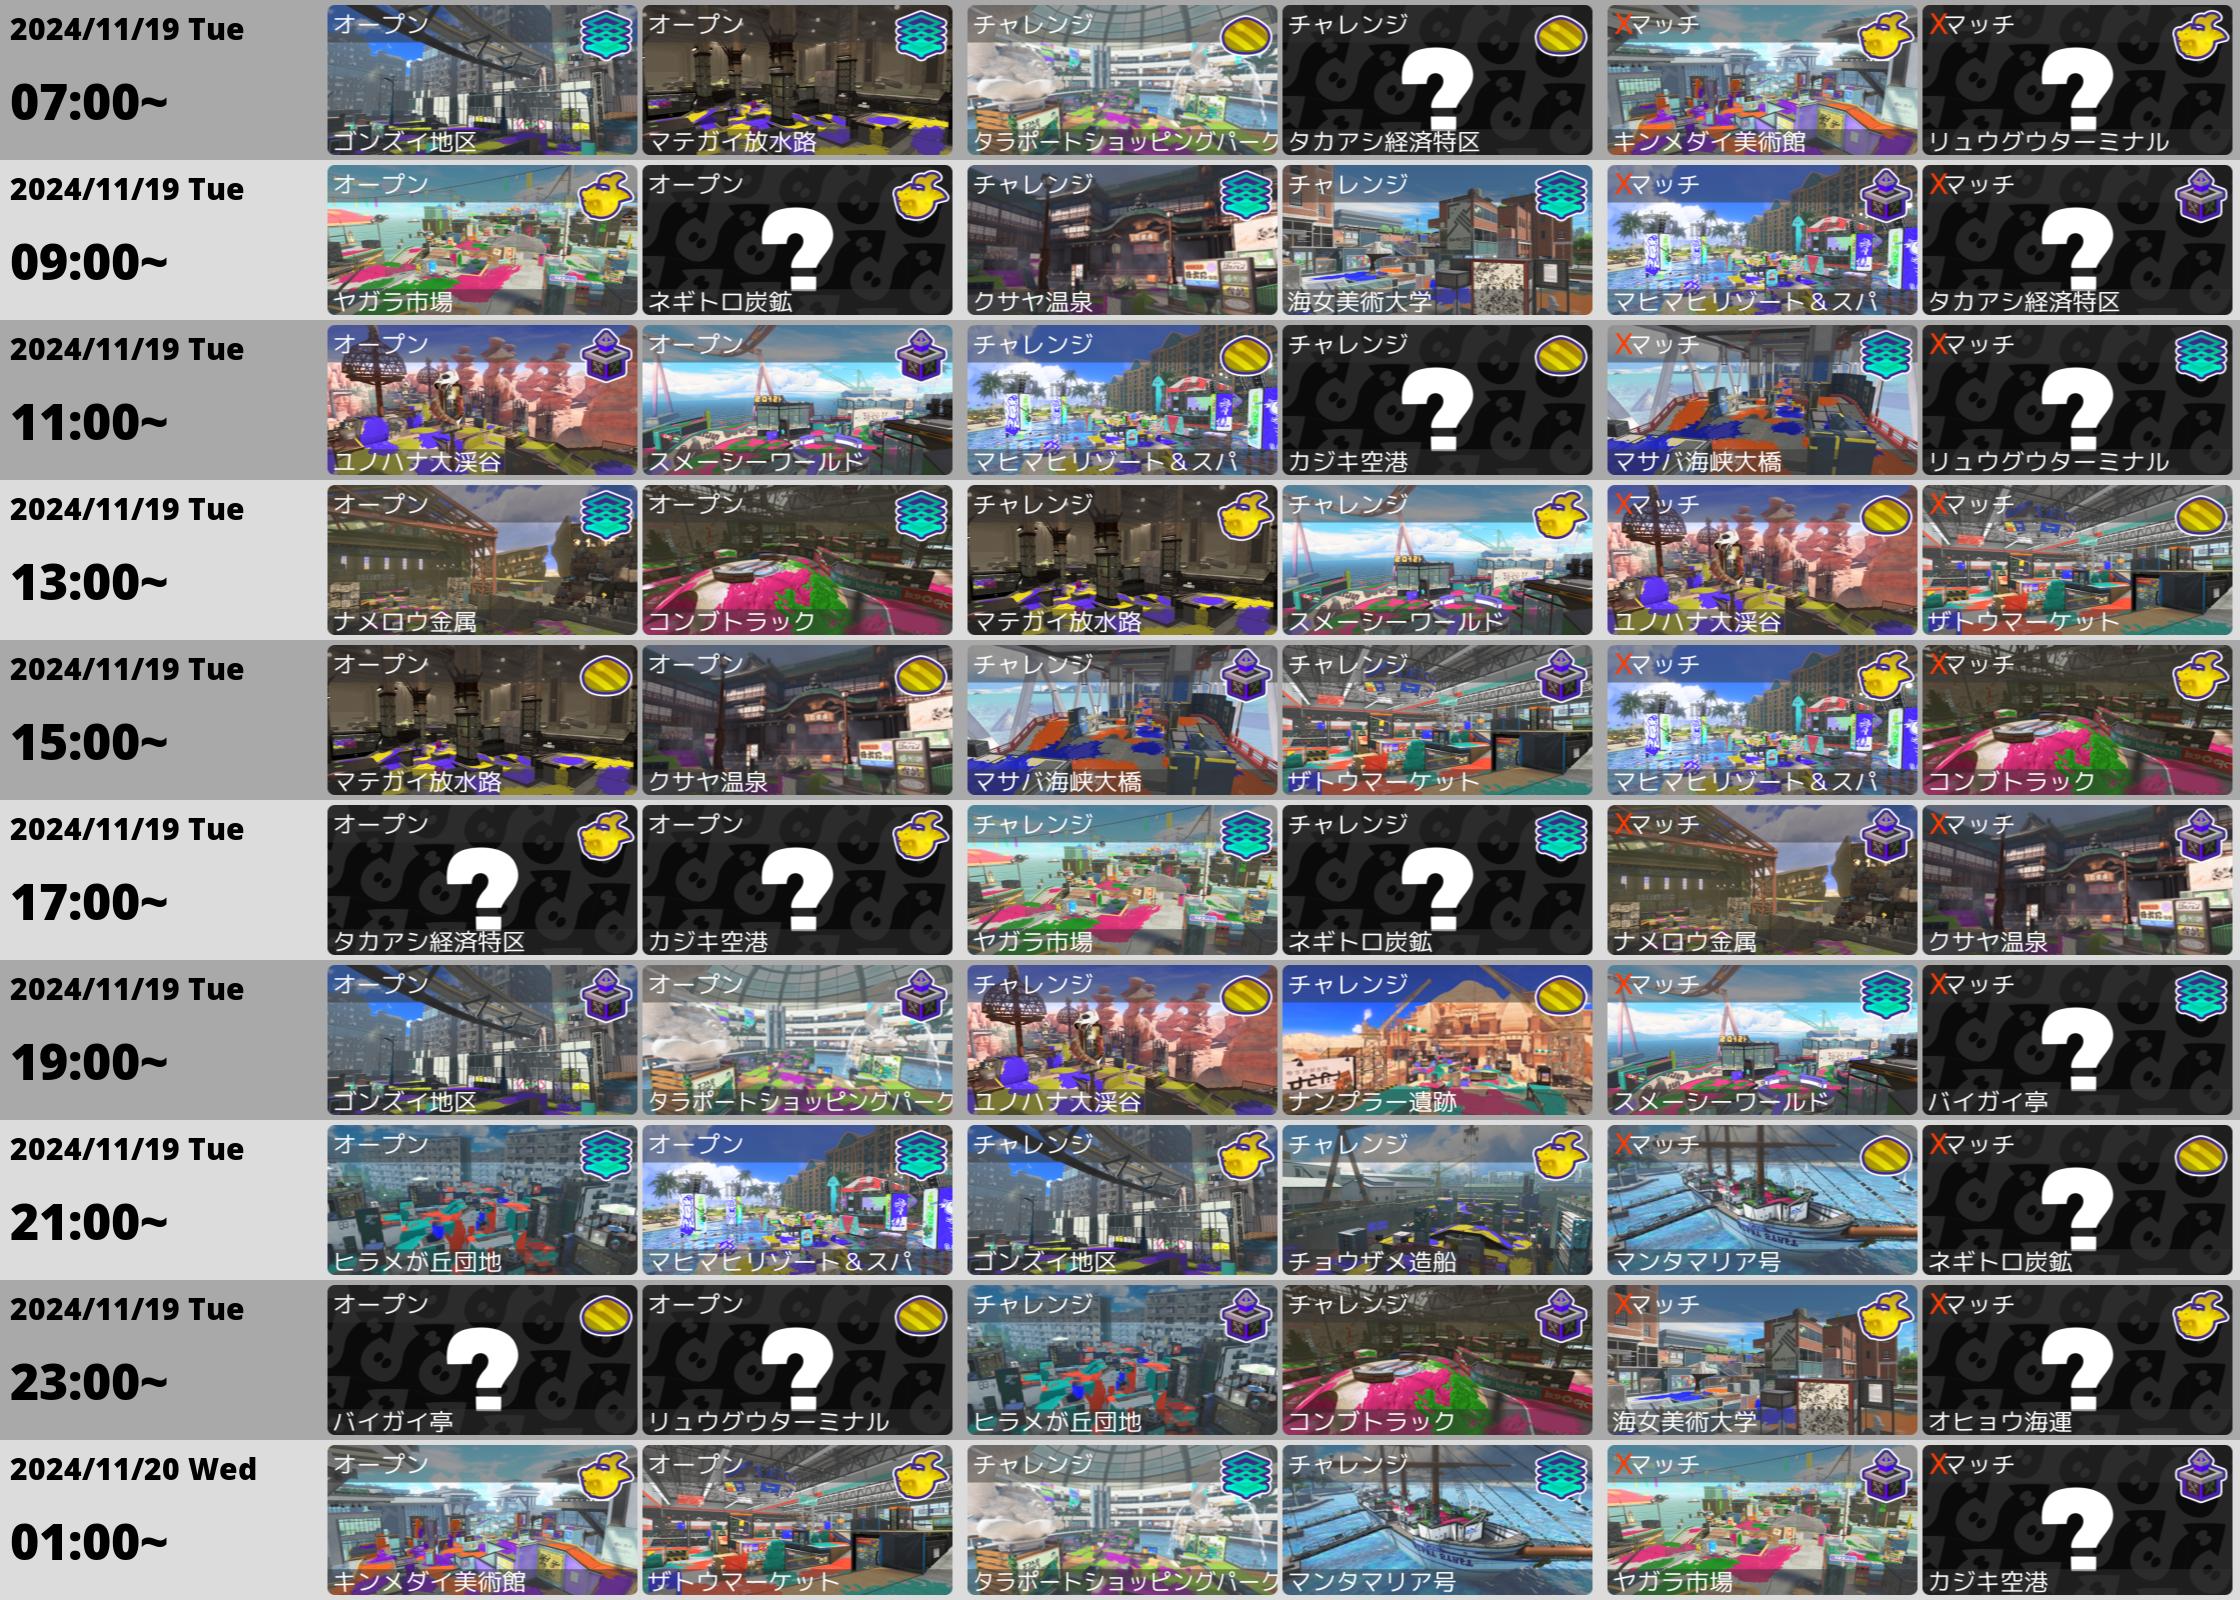 2024/11/19 Tue
07:00~
オープン
ゴンズイ地区
オープン
マテガイ放水路
チャレンジ
タラポートショッピングパーク
チャレンジ
タカアシ経済特区
Xマッチ
キンメダイ美術館
Xマッチ
リュウグウターミナル
2024/11/19 Tue
09:00~
オープン
ヤガラ市場
オープン
ネギトロ炭鉱
チャレンジ
クサヤ温泉
チャレンジ
海女美術大学
Xマッチ
マヒマヒリゾート＆スパ
Xマッチ
タカアシ経済特区
2024/11/19 Tue
11:00~
オープン
ユノハナ大渓谷
オープン
スメーシーワールド
チャレンジ
マヒマヒリゾート＆スパ
チャレンジ
カジキ空港
Xマッチ
マサバ海峡大橋
Xマッチ
リュウグウターミナル
2024/11/19 Tue
13:00~
オープン
ナメロウ金属
オープン
コンブトラック
チャレンジ
マテガイ放水路
チャレンジ
スメーシーワールド
Xマッチ
ユノハナ大渓谷
Xマッチ
ザトウマーケット
2024/11/19 Tue
15:00~
オープン
マテガイ放水路
オープン
クサヤ温泉
チャレンジ
マサバ海峡大橋
チャレンジ
ザトウマーケット
Xマッチ
マヒマヒリゾート＆スパ
Xマッチ
コンブトラック
2024/11/19 Tue
17:00~
オープン
タカアシ経済特区
オープン
カジキ空港
チャレンジ
ヤガラ市場
チャレンジ
ネギトロ炭鉱
Xマッチ
ナメロウ金属
Xマッチ
クサヤ温泉
2024/11/19 Tue
19:00~
オープン
ゴンズイ地区
オープン
タラポートショッピングパーク
チャレンジ
ユノハナ大渓谷
チャレンジ
ナンプラー遺跡
Xマッチ
スメーシーワールド
Xマッチ
バイガイ亭
2024/11/19 Tue
21:00~
オープン
ヒラメが丘団地
オープン
マヒマヒリゾート＆スパ
チャレンジ
ゴンズイ地区
チャレンジ
チョウザメ造船
Xマッチ
マンタマリア号
Xマッチ
ネギトロ炭鉱
2024/11/19 Tue
23:00~
オープン
バイガイ亭
オープン
リュウグウターミナル
チャレンジ
ヒラメが丘団地
チャレンジ
コンブトラック
Xマッチ
海女美術大学
Xマッチ
オヒョウ海運
2024/11/20 Wed
01:00~
オープン
キンメダイ美術館
オープン
ザトウマーケット
チャレンジ
タラポートショッピングパーク
チャレンジ
マンタマリア号
Xマッチ
ヤガラ市場
Xマッチ
カジキ空港